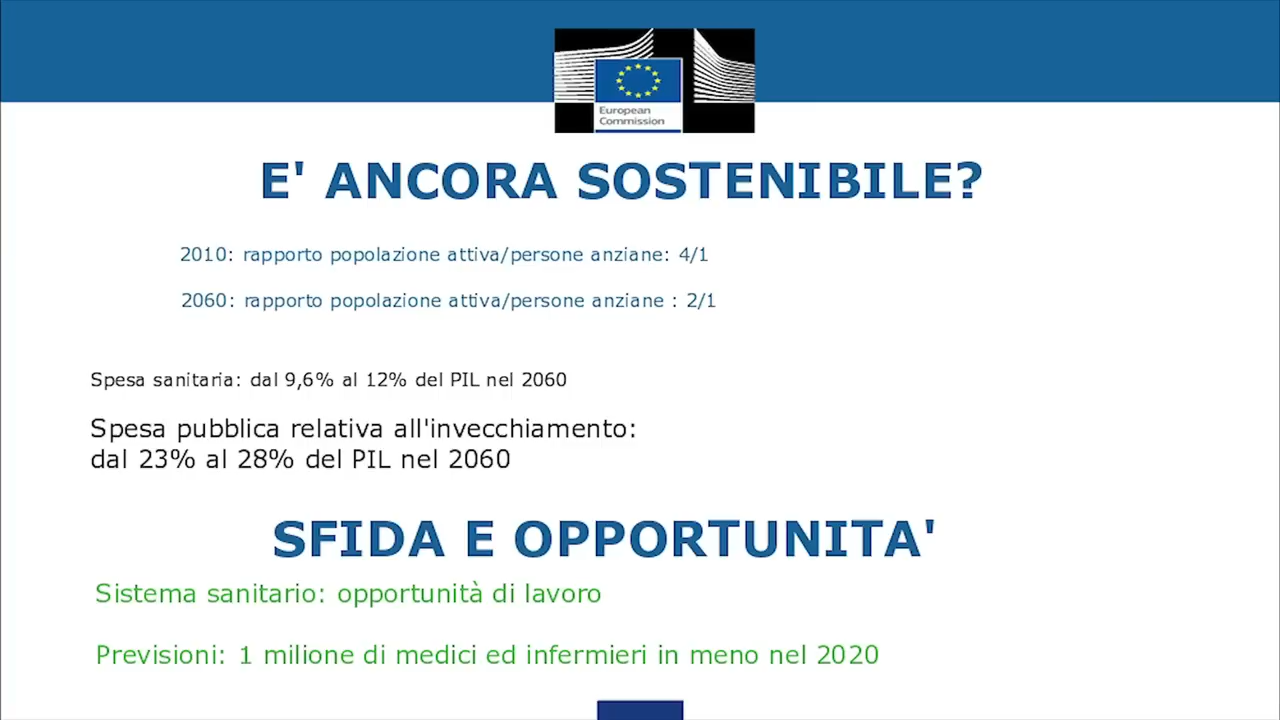 European
Commission
E' ANCORA SOSTENIBILE?
2010: rapporto popolazione attiva/persone anziane: 4/1
2060: rapporto popolazione attiva/persone anziane : 2/1
Spesa sanitaria: dal 9,6% al 12% del PIL nel 2060
Spesa pubblica relativa all'invecchiamento:
dal 23% al 28% del PIL nel 2060
SFIDA E OPPORTUNITA'
Sistema sanitario: opportunità di lavoro
Previsioni: 1 milione di medici ed infermieri in meno nel 2020